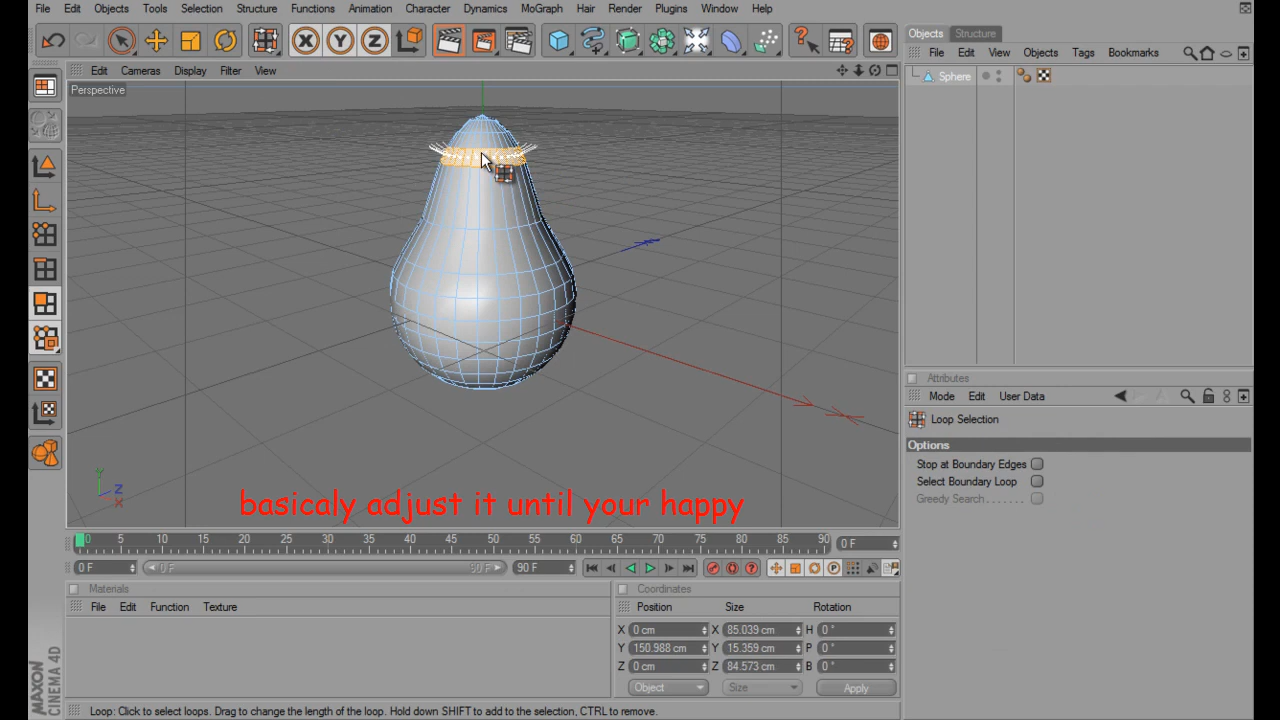 File Edit Objects Tools Selection Structure Functions Animation Character Dynamics MoGraph Hair Render Plugins Window Help
X Y Z
Objects Structure
File Edit View Objects Tags Bookmarks
Edit Cameras Display Filter View
Sphere
Perspective
Attributes
Mode Edit User Data
Loop Selection
Options
Stop at Boundary Edges
Select Boundary Loop
Greedy Search . . . . . . .
Y
Z
X
basicaly adjust it until your happy
0 5 10 15 20 25 30 35 40 45 50 55 60 65 70 75 80 85 90
0 F
0 F 0 F 90 F 90 F
Materials
File Edit Function Texture
Coordinates
Position Size Rotation
X 0 cm X 85.039 cm H 0 °
Y 150.988 cm Y 15.359 cm P 0 °
Z 0 cm Z 84.573 cm B 0 °
Object Size Apply
MAXON
CINEMA 4D
Loop: Click to select loops. Drag to change the length of the loop. Hold down SHIFT to add to the selection, CTRL to remove.